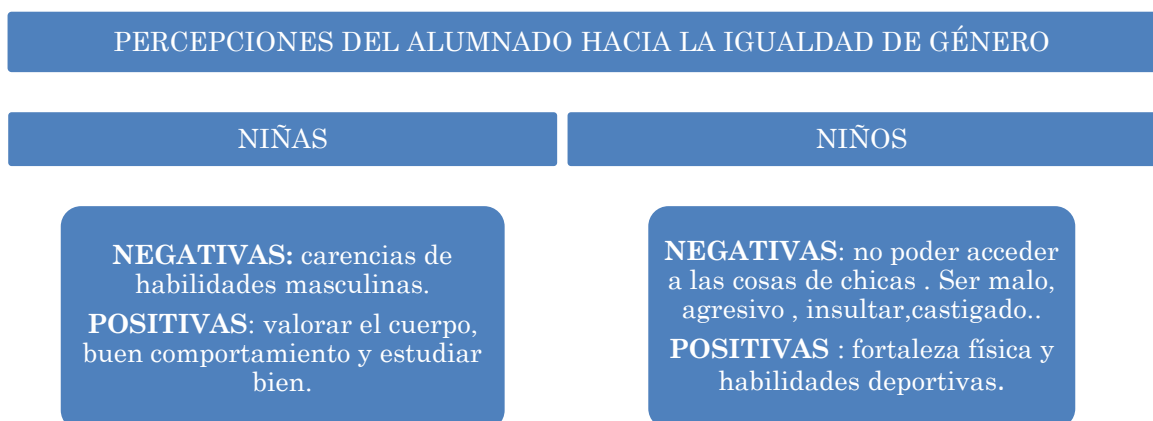 PERCEPCIONES DEL ALUMNADO HACIA LA IGUALDAD DE GÉNERO
NIÑAS
NIÑOS
NEGATIVAS: carencias de
habilidades masculinas.
POSITIVAS: valorar el cuerpo,
buen comportamiento y estudiar
bien.
NEGATIVAS: no poder acceder
a las cosas de chicas . Ser malo,
agresivo , insultar,castigado..
POSITIVAS : fortaleza física y
habilidades deportivas.